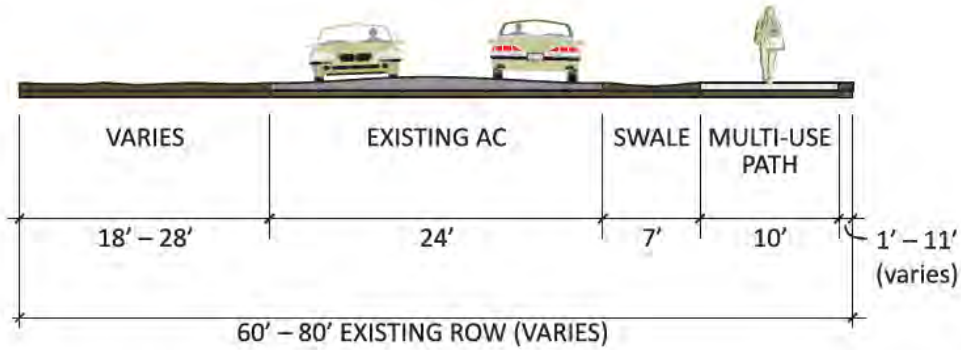 VARIES
EXISTING AC
SWALE
MULTI-USE
PATH
18' – 28'
24'
7'
10'
1' – 11'
(varies)
60' – 80' EXISTING ROW (VARIES)